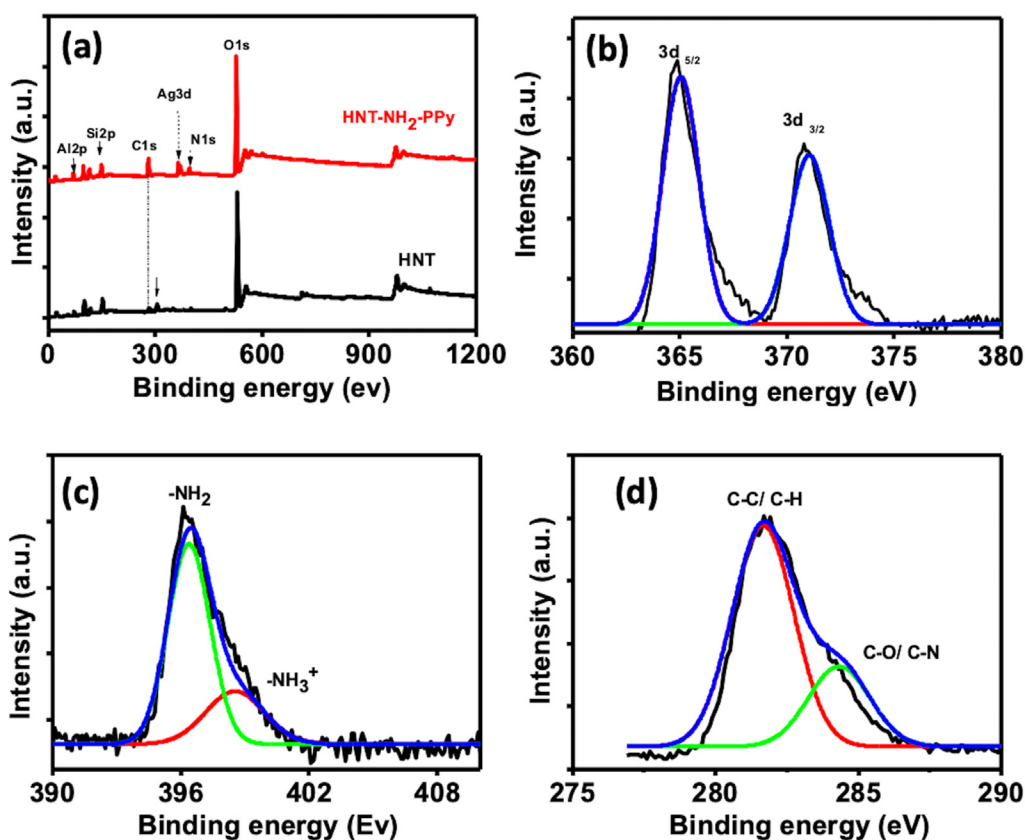 (a)
Intensity (a.u.)
O1s
Ag3d
Si2p
C1s
N1s
Al2p
HNT-NH2-PPy
HNT
0 300 600 900 1200
Binding energy (ev)
(b)
Intensity (a.u.)
3d 5/2
3d 3/2
360 365 370 375 380
Binding energy (eV)
(c)
Intensity (a.u.)
-NH2
-NH3+
390 396 402 408
Binding energy (Ev)
(d)
Intensity (a.u.)
C-C/ C-H
C-O/ C-N
275 280 285 290
Binding energy (eV)